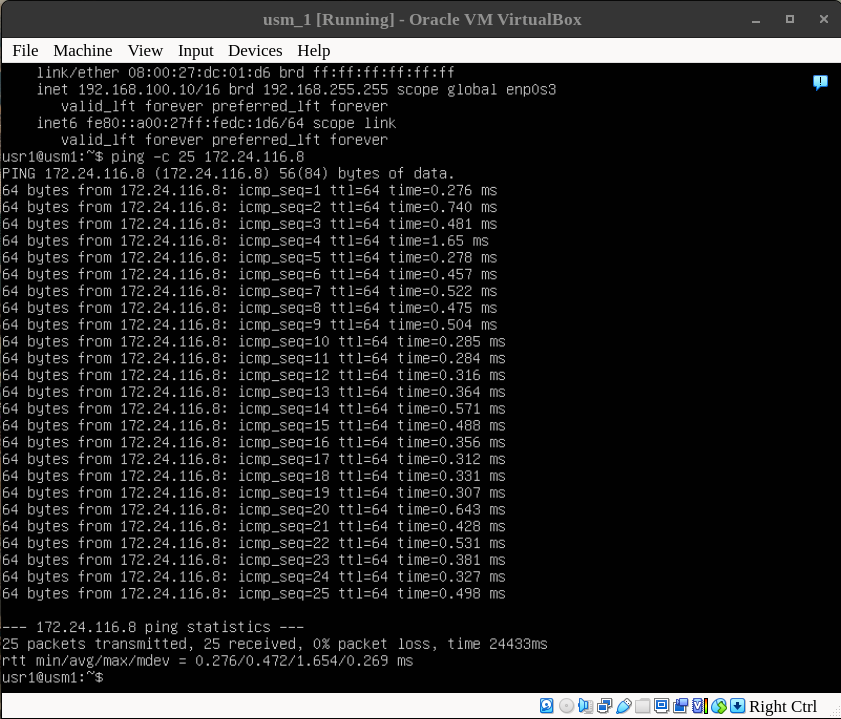 usm_1 [Running] - Oracle VM VirtualBox
File Machine View Input Devices Help
link/ether 08:00:27:dc:01:d6 brd ff:ff:ff:ff:ff:ff
inet 192.168.100.10/16 brd 192.168.255.255 scope global enp0s3
valid_lft forever preferred_lft forever
inet6 fe80::a00:27ff:fedc:1d6/64 scope link
valid_lft forever preferred_lft forever
usr1@usm1:~$ ping -c 25 172.24.116.8
PING 172.24.116.8 (172.24.116.8) 56(84) bytes of data.
64 bytes from 172.24.116.8: icmp_seq=1 ttl=64 time=0.276 ms
64 bytes from 172.24.116.8: icmp_seq=2 ttl=64 time=0.740 ms
64 bytes from 172.24.116.8: icmp_seq=3 ttl=64 time=0.481 ms
64 bytes from 172.24.116.8: icmp_seq=4 ttl=64 time=1.65 ms
64 bytes from 172.24.116.8: icmp_seq=5 ttl=64 time=0.278 ms
64 bytes from 172.24.116.8: icmp_seq=6 ttl=64 time=0.457 ms
64 bytes from 172.24.116.8: icmp_seq=7 ttl=64 time=0.522 ms
64 bytes from 172.24.116.8: icmp_seq=8 ttl=64 time=0.475 ms
64 bytes from 172.24.116.8: icmp_seq=9 ttl=64 time=0.504 ms
64 bytes from 172.24.116.8: icmp_seq=10 ttl=64 time=0.285 ms
64 bytes from 172.24.116.8: icmp_seq=11 ttl=64 time=0.284 ms
64 bytes from 172.24.116.8: icmp_seq=12 ttl=64 time=0.316 ms
64 bytes from 172.24.116.8: icmp_seq=13 ttl=64 time=0.364 ms
64 bytes from 172.24.116.8: icmp_seq=14 ttl=64 time=0.571 ms
64 bytes from 172.24.116.8: icmp_seq=15 ttl=64 time=0.488 ms
64 bytes from 172.24.116.8: icmp_seq=16 ttl=64 time=0.356 ms
64 bytes from 172.24.116.8: icmp_seq=17 ttl=64 time=0.312 ms
64 bytes from 172.24.116.8: icmp_seq=18 ttl=64 time=0.331 ms
64 bytes from 172.24.116.8: icmp_seq=19 ttl=64 time=0.307 ms
64 bytes from 172.24.116.8: icmp_seq=20 ttl=64 time=0.643 ms
64 bytes from 172.24.116.8: icmp_seq=21 ttl=64 time=0.428 ms
64 bytes from 172.24.116.8: icmp_seq=22 ttl=64 time=0.531 ms
64 bytes from 172.24.116.8: icmp_seq=23 ttl=64 time=0.381 ms
64 bytes from 172.24.116.8: icmp_seq=24 ttl=64 time=0.327 ms
64 bytes from 172.24.116.8: icmp_seq=25 ttl=64 time=0.498 ms
--- 172.24.116.8 ping statistics ---
25 packets transmitted, 25 received, 0% packet loss, time 24433ms
rtt min/avg/max/mdev = 0.276/0.472/1.654/0.269 ms
usr1@usm1:~$
Right Ctrl